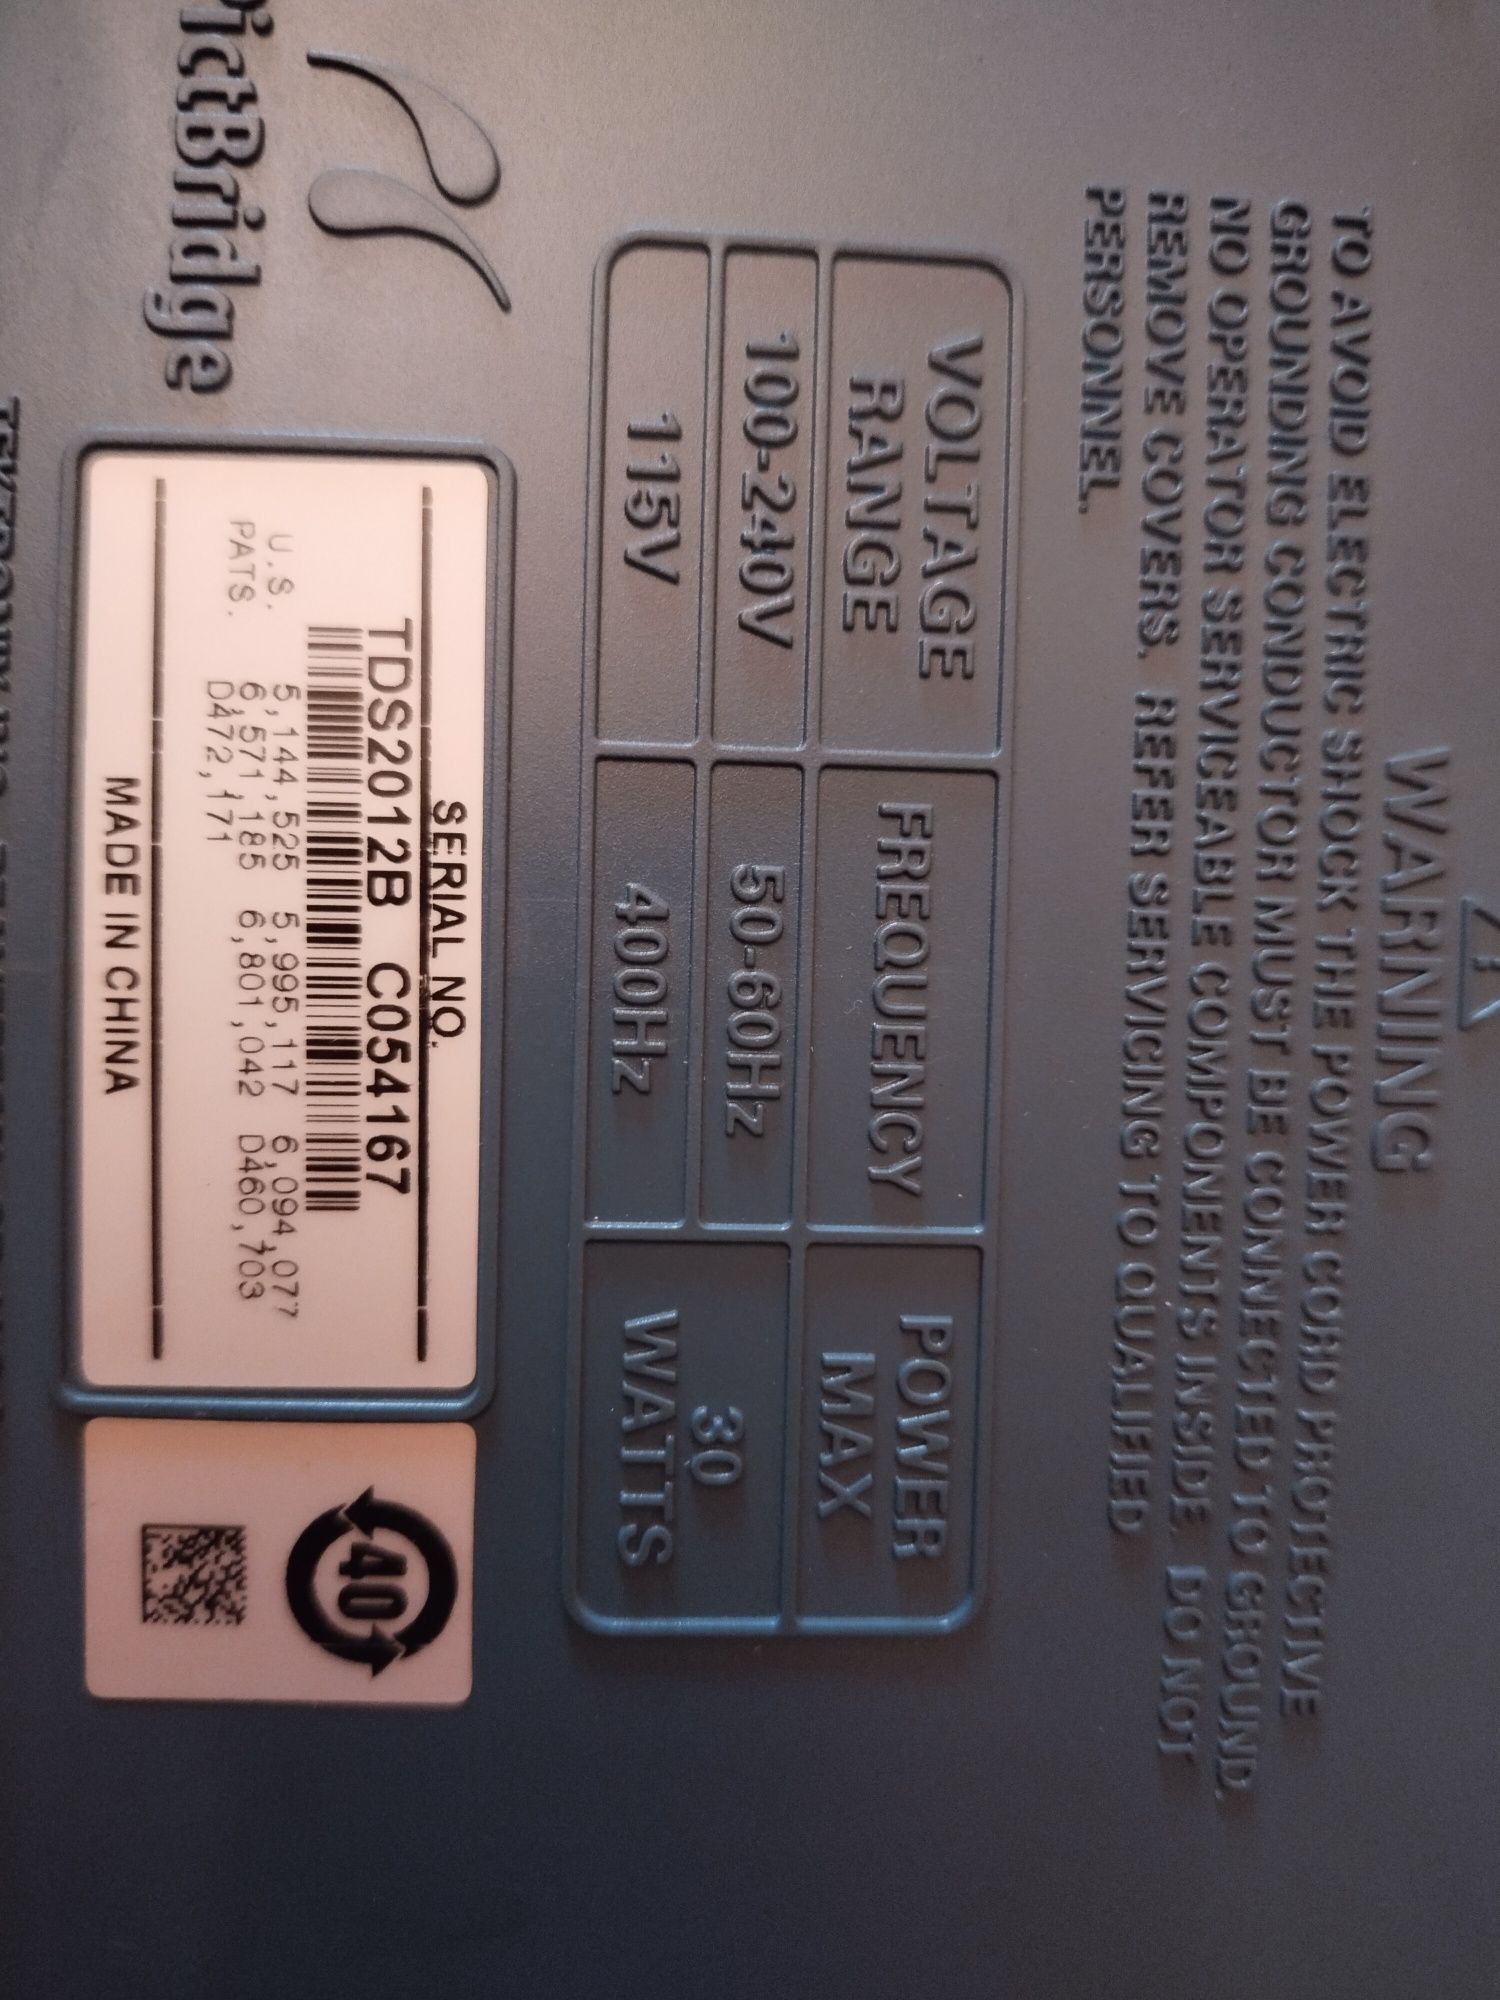 WARNING
TO AVOID ELECTRIC SHOCK THE POWER CORD PROTECTIVE
GROUNDING CONDUCTOR MUST BE CONNECTED TO GROUND.
NO OPERATOR SERVICEABLE COMPONENTS INSIDE. DO NOT
REMOVE COVERS. REFER SERVICING TO QUALIFIED
PERSONNEL.
VOLTAGE RANGE FREQUENCY POWER MAX
100-240V 50-60Hz 30 WATTS
115V 400Hz
PictBridge
SERIAL NO.
TDS2012B C054167
U.S. PATS. 5,144,525 5,995,117 6,094,077
6,571,185 6,801,042 D460,703
D472,171
MADE IN CHINA
40